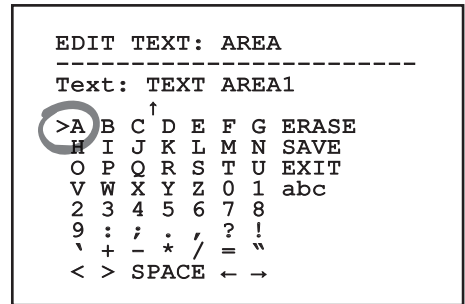 EDIT TEXT: AREA
------------------------
Text: TEXT AREA1
↑
>A B C D E F G ERASE
H I J K L M N SAVE
O P Q R S T U EXIT
V W X Y Z 0 1 abc
2 3 4 5 6 7 8
9 : ; . , ? !
‵ + - * / = ‶
< > SPACE ← →